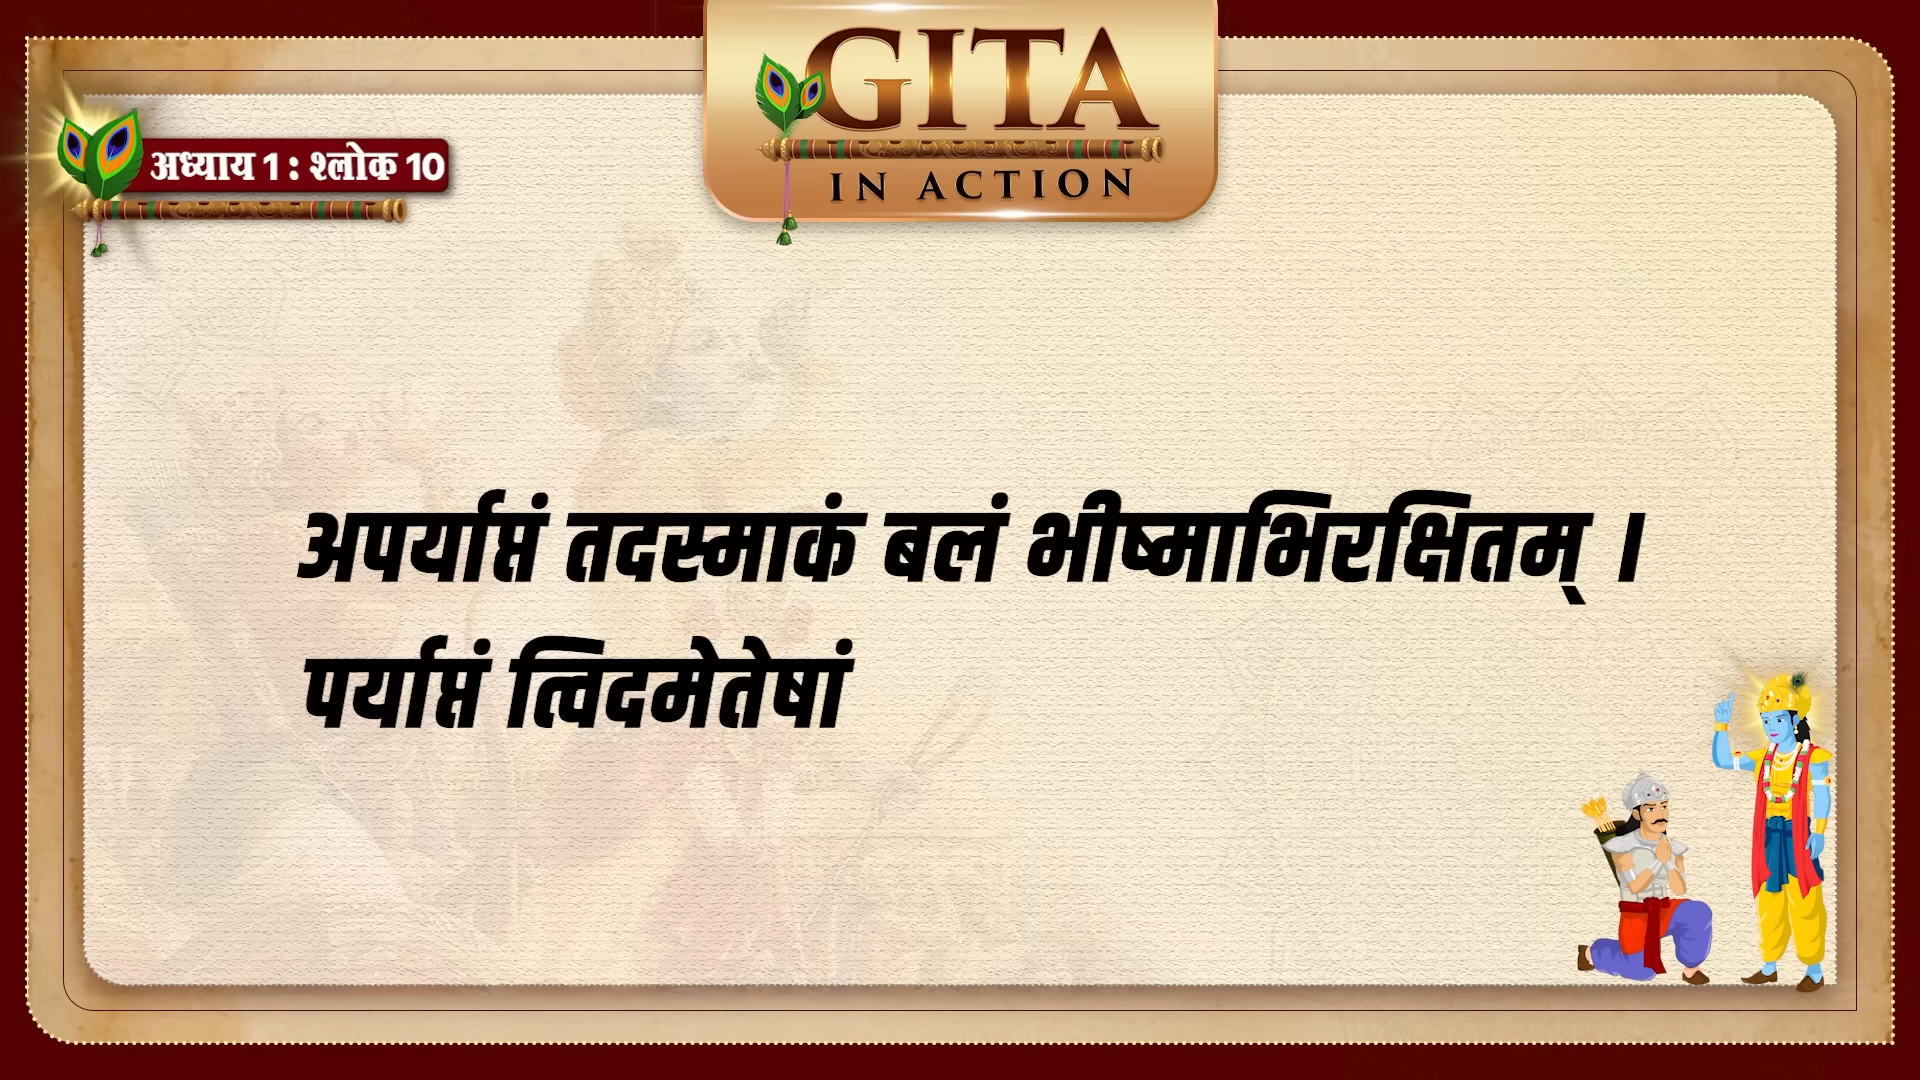 GITA
IN ACTION
अध्याय 1 : श्लोक 10
अपर्याप्तं तदस्माकं बलं भीष्माभिरक्षितम् ।
पर्याप्तं त्विदमेतेषां